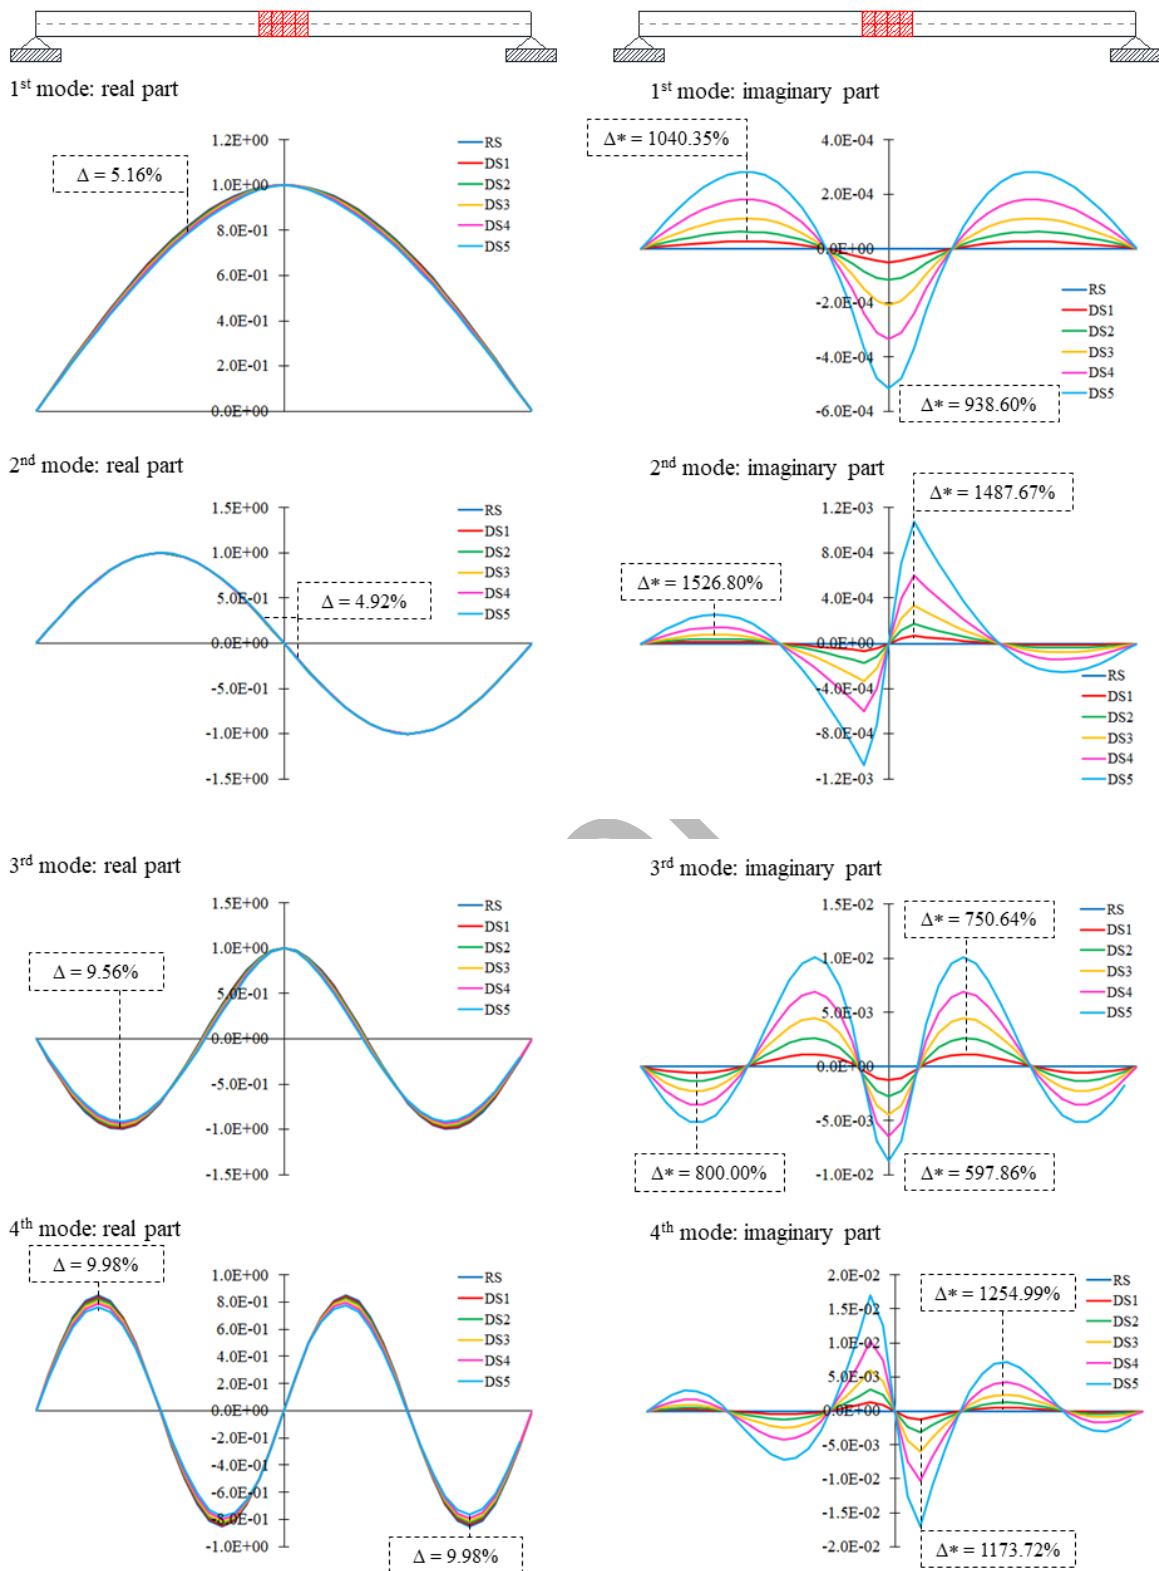 1st mode: real part
1st mode: imaginary part
Δ = 5.16%
1.2E+00
1.0E+00
8.0E-01
6.0E-01
4.0E-01
2.0E-01
0.0E+00
RS
DS1
DS2
DS3
DS4
DS5
Δ* = 1040.35%
4.0E-04
2.0E-04
0.0E+00
-2.0E-04
-4.0E-04
-6.0E-04
RS
DS1
DS2
DS3
DS4
DS5
Δ* = 938.60%
2nd mode: real part
2nd mode: imaginary part
1.5E+00
1.0E+00
5.0E-01
0.0E+00
-5.0E-01
-1.0E+00
-1.5E+00
RS
DS1
DS2
DS3
DS4
DS5
Δ = 4.92%
Δ* = 1487.67%
Δ* = 1526.80%
1.2E-03
8.0E-04
4.0E-04
0.0E+00
-4.0E-04
-8.0E-04
-1.2E-03
RS
DS1
DS2
DS3
DS4
DS5
3rd mode: real part
3rd mode: imaginary part
Δ = 9.56%
1.5E+00
1.0E+00
5.0E-01
0.0E+00
-5.0E-01
-1.0E+00
-1.5E+00
RS
DS1
DS2
DS3
DS4
DS5
1.5E-02
1.0E-02
5.0E-03
0.0E+00
-5.0E-03
-1.0E-02
Δ* = 750.64%
RS
DS1
DS2
DS3
DS4
DS5
Δ* = 800.00%
Δ* = 597.86%
4th mode: real part
4th mode: imaginary part
Δ = 9.98%
1.0E+00
8.0E-01
6.0E-01
4.0E-01
2.0E-01
0.0E+00
-2.0E-01
-4.0E-01
-6.0E-01
-8.0E-01
-1.0E+00
RS
DS1
DS2
DS3
DS4
DS5
Δ = 9.98%
2.0E-02
1.5E-02
1.0E-02
5.0E-03
0.0E+00
-5.0E-03
-1.0E-02
-1.5E-02
-2.0E-02
Δ* = 1254.99%
RS
DS1
DS2
DS3
DS4
DS5
Δ* = 1173.72%